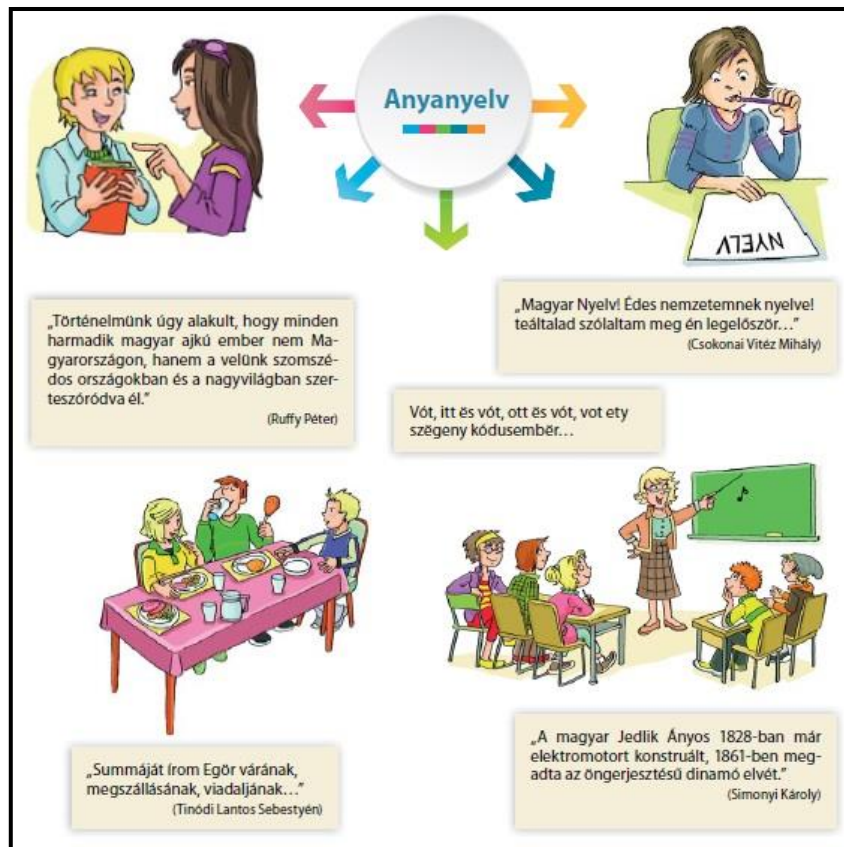 Anyanyelv
NYELV
„Történelmünk úgy alakult, hogy minden
harmadik magyar ajkú ember nem Ma-
gyarországon, hanem a velünk szomszé-
dos országokban és a nagyvilágban szer-
teszóródva él.”
(Ruffy Péter)
„Magyar Nyelv! Édes nemzetemnek nyelve!
teáltalad szólaltam meg én legelőször…”
(Csokonai Vitéz Mihály)
Vót, itt ës vót, ott ës vót, vot ety
szëgeny kódusembër…
„Summáját írom Egör várának,
megszállásának, viadaljának…”
(Tinódi Lantos Sebestyén)
„A magyar Jedlik Ányos 1828-ban már
elektromotort konstruált, 1861-ben meg-
adta az öngerjesztésű dinamó elvét.”
(Simonyi Károly)